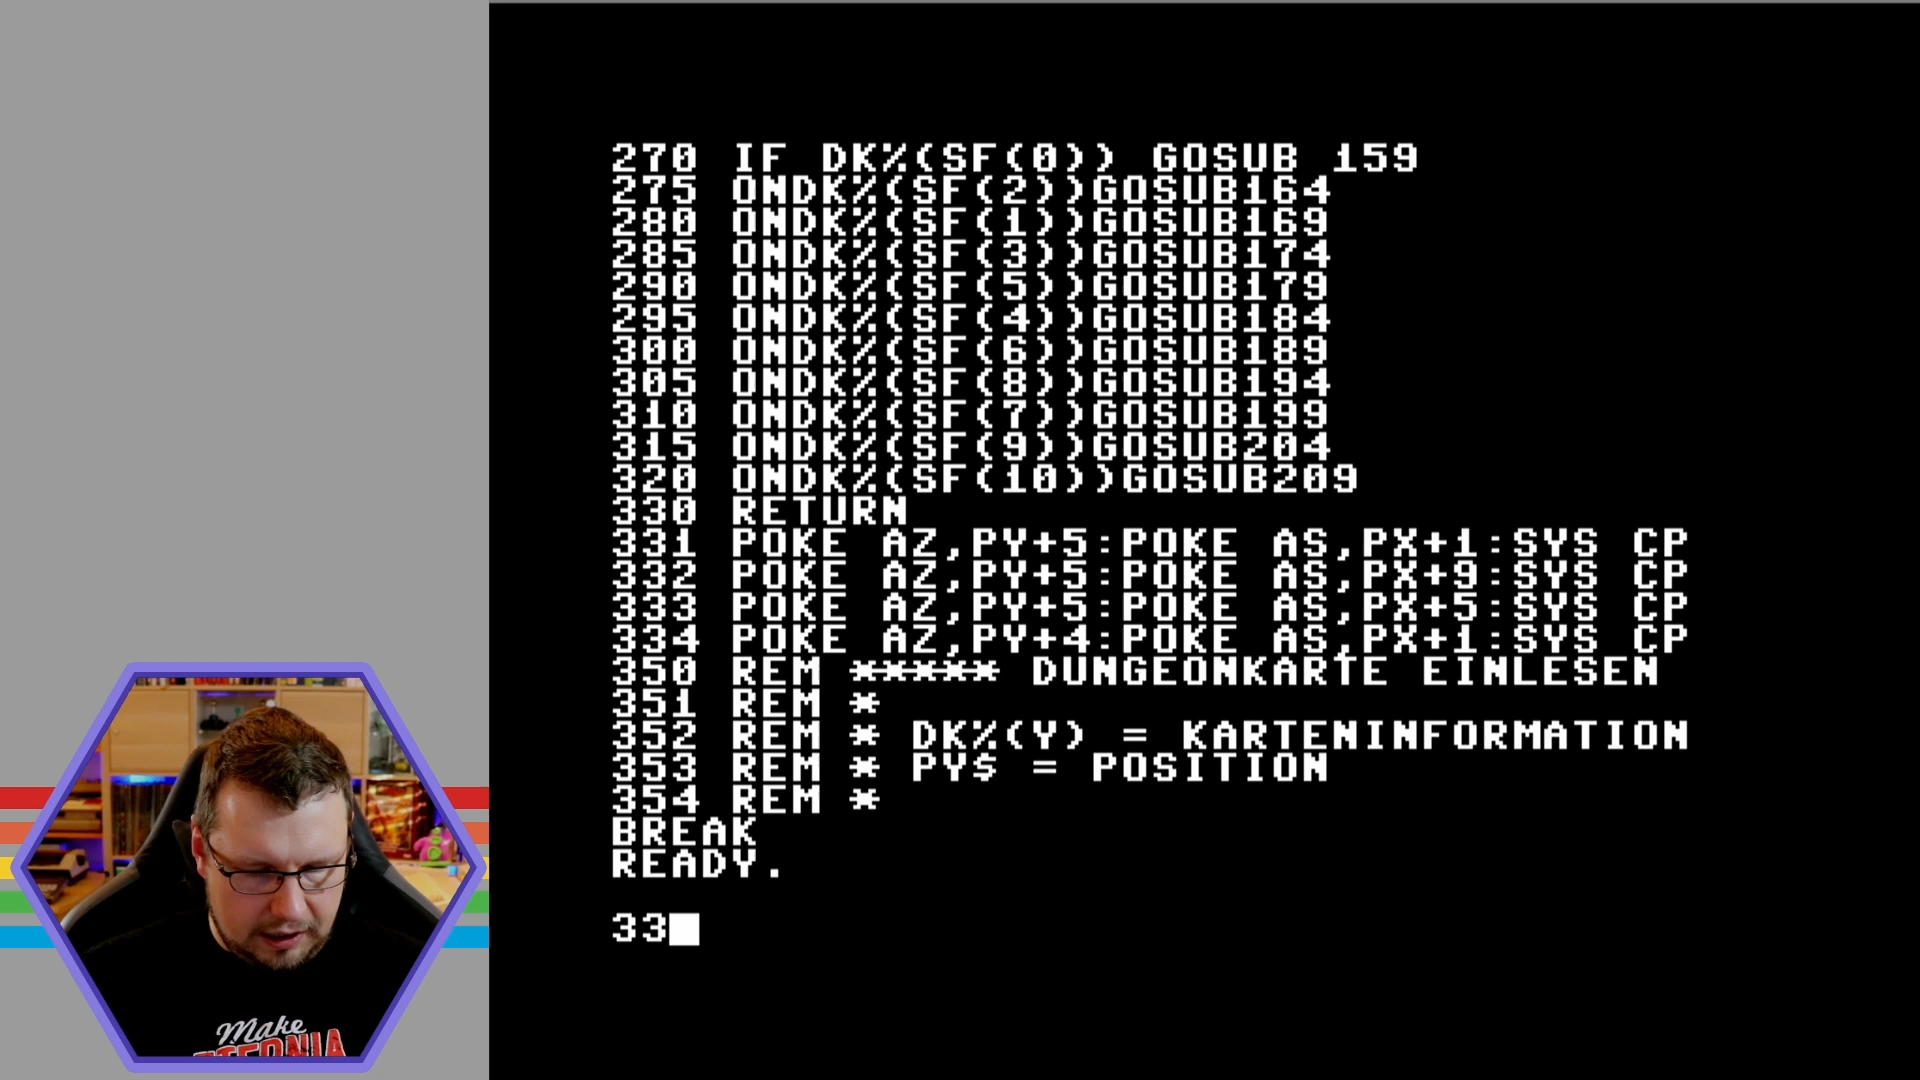 270 IF DK%(SF(0)) GOSUB 159
275 ONDK%(SF(2))GOSUB164
280 ONDK%(SF(1))GOSUB169
285 ONDK%(SF(3))GOSUB174
290 ONDK%(SF(5))GOSUB179
295 ONDK%(SF(4))GOSUB184
300 ONDK%(SF(6))GOSUB189
305 ONDK%(SF(8))GOSUB194
310 ONDK%(SF(7))GOSUB199
315 ONDK%(SF(9))GOSUB204
320 ONDK%(SF(10))GOSUB209
330 RETURN
331 POKE AZ,PY+5:POKE AS,PX+1:SYS CP
332 POKE AZ,PY+5:POKE AS,PX+9:SYS CP
333 POKE AZ,PY+5:POKE AS,PX+5:SYS CP
334 POKE AZ,PY+4:POKE AS,PX+1:SYS CP
350 REM ***** DUNGEONKARTE EINLESEN
351 REM *
352 REM * DK%(Y) = KARTENINFORMATION
353 REM * PY$ = POSITION
354 REM *
BREAK
READY.
33
Make